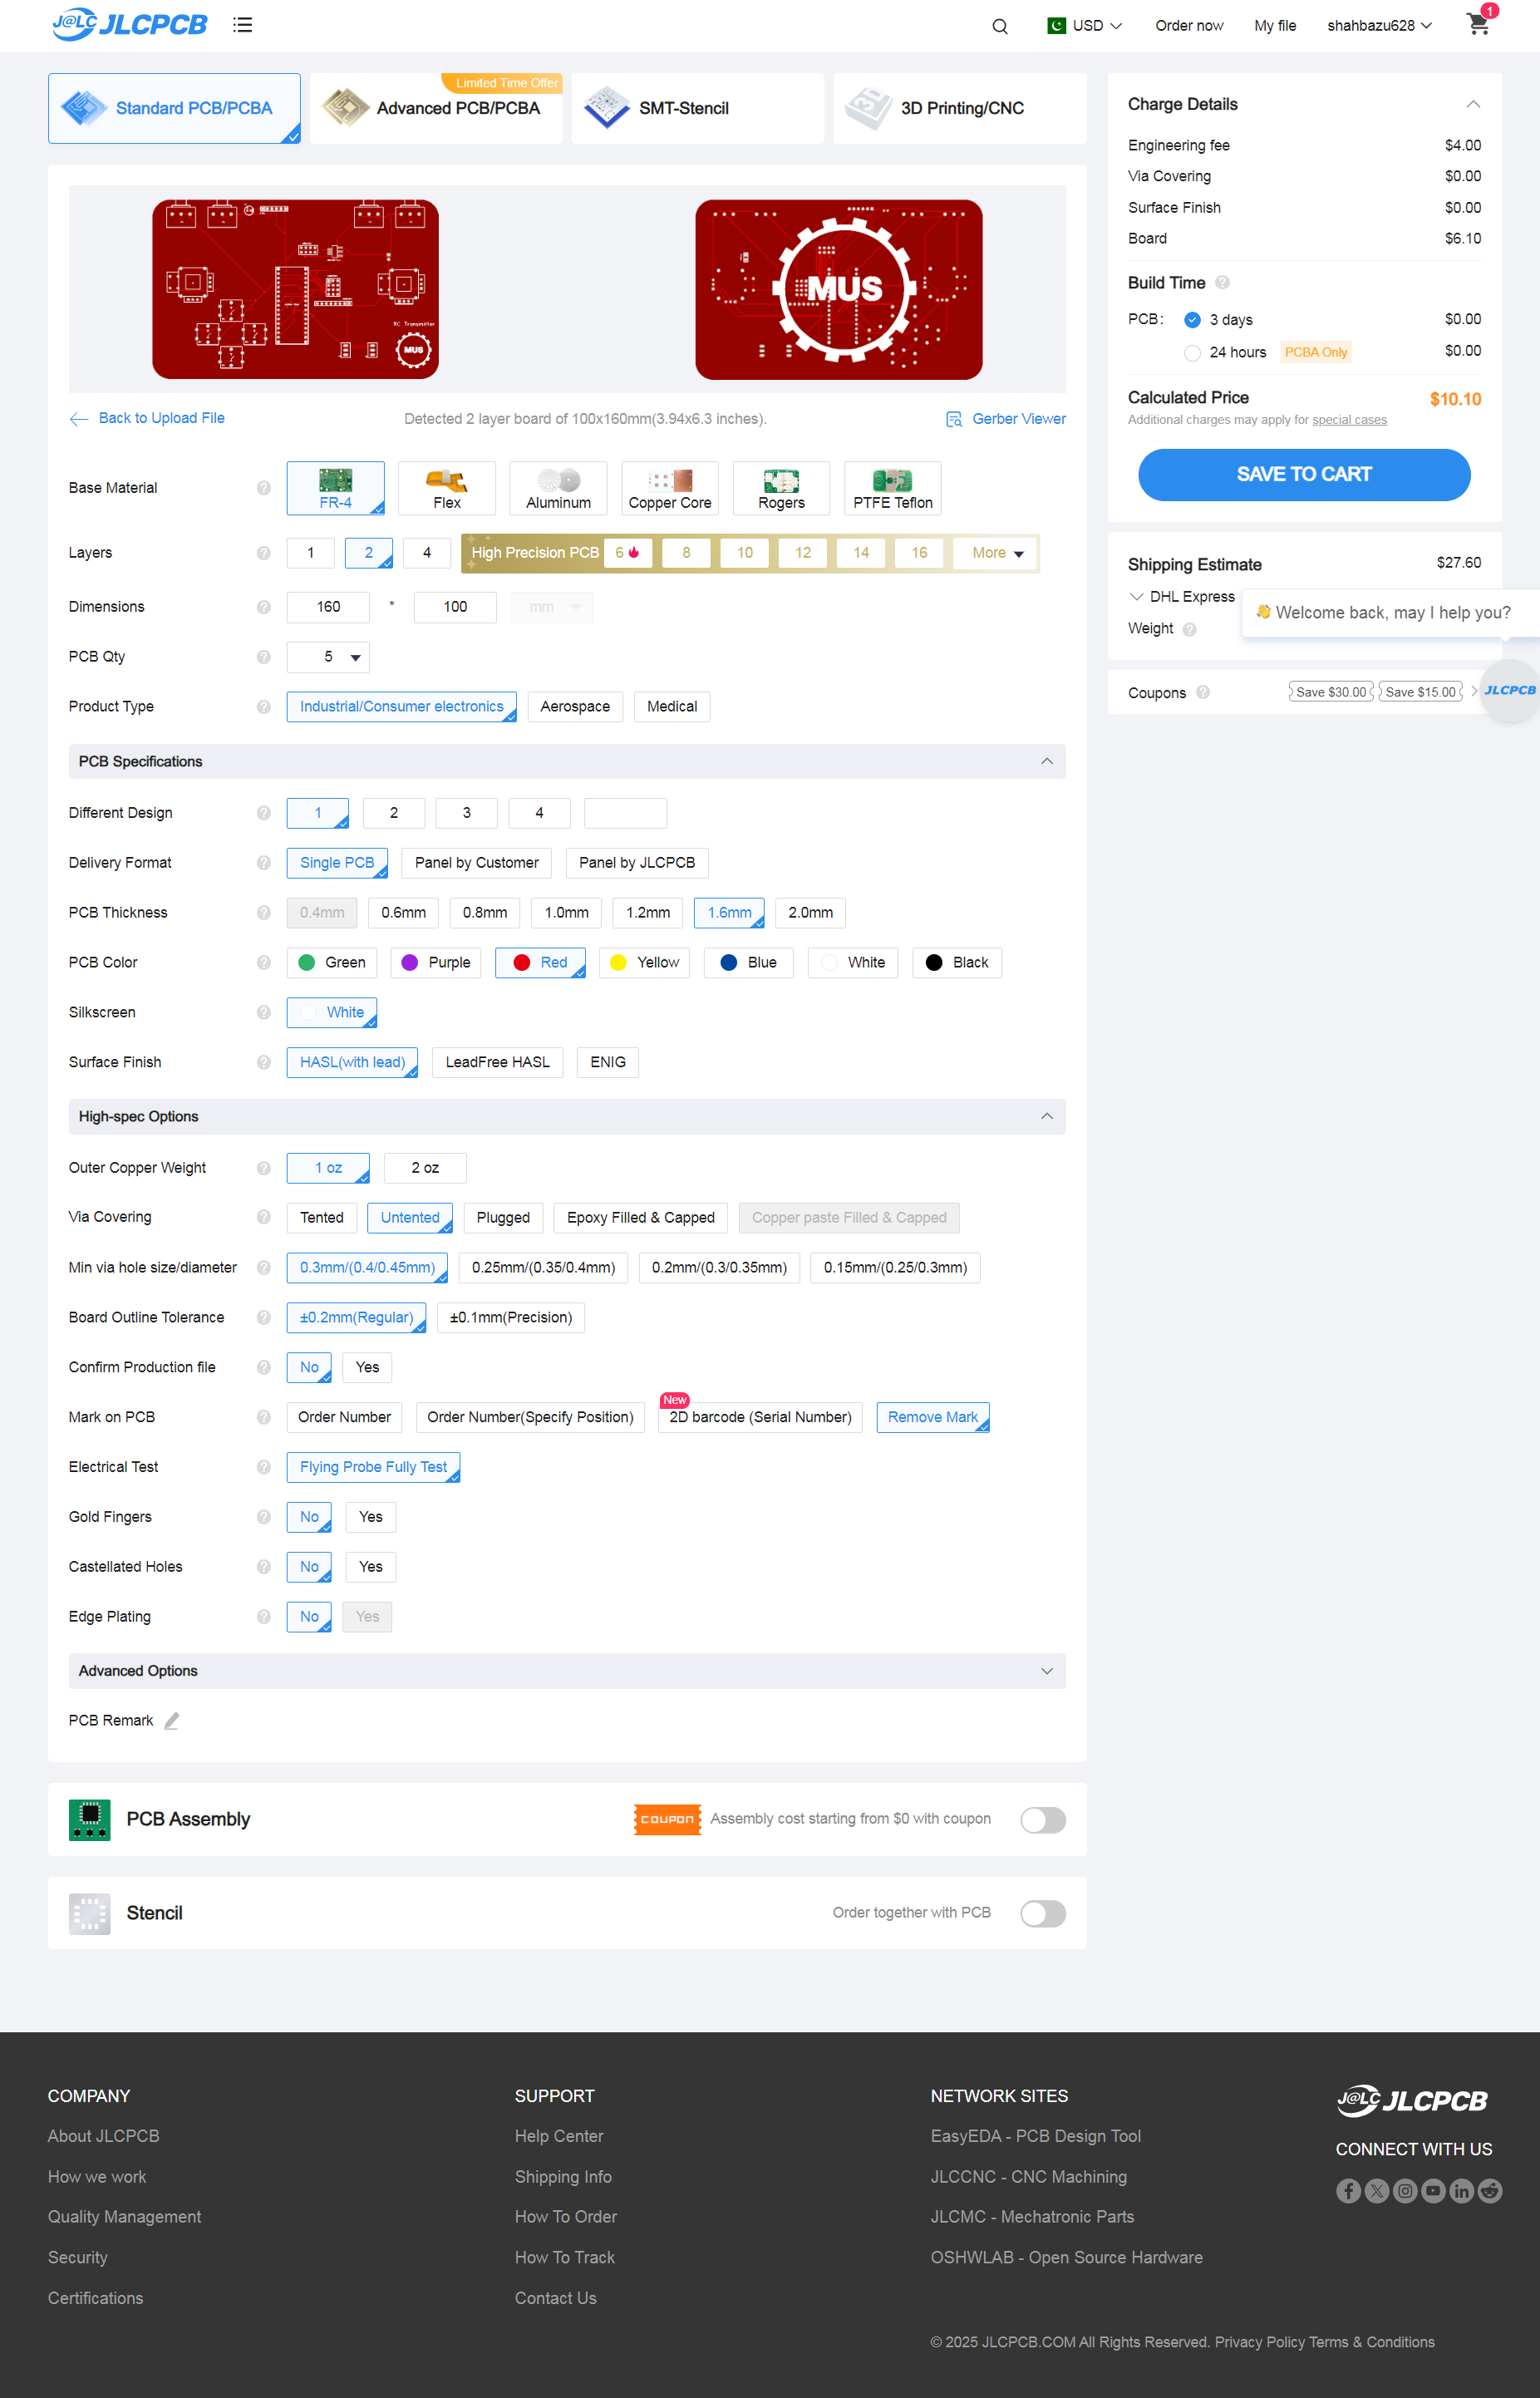 J@LC JLCPCB
USD
Order now
My file
shahbazu628
1
Standard PCB/PCBA
Limited Time Offer
Advanced PCB/PCBA
SMT-Stencil
3D Printing/CNC
RC Transmitter
MUS
MUS
Back to Upload File
Detected 2 layer board of 100x160mm(3.94x6.3 inches).
Gerber Viewer
Base Material
FR-4
Flex
Aluminum
Copper Core
Rogers
PTFE Teflon
Layers
1
2
4
High Precision PCB
6
8
10
12
14
16
More
Dimensions
160
*
100
mm
PCB Qty
5
Product Type
Industrial/Consumer electronics
Aerospace
Medical
PCB Specifications
Different Design
1
2
3
4
Delivery Format
Single PCB
Panel by Customer
Panel by JLCPCB
PCB Thickness
0.4mm
0.6mm
0.8mm
1.0mm
1.2mm
1.6mm
2.0mm
PCB Color
Green
Purple
Red
Yellow
Blue
White
Black
Silkscreen
White
Surface Finish
HASL(with lead)
LeadFree HASL
ENIG
High-spec Options
Outer Copper Weight
1 oz
2 oz
Via Covering
Tented
Untented
Plugged
Epoxy Filled & Capped
Copper paste Filled & Capped
Min via hole size/diameter
0.3mm/(0.4/0.45mm)
0.25mm/(0.35/0.4mm)
0.2mm/(0.3/0.35mm)
0.15mm/(0.25/0.3mm)
Board Outline Tolerance
±0.2mm(Regular)
±0.1mm(Precision)
Confirm Production file
No
Yes
Mark on PCB
Order Number
Order Number(Specify Position)
New
2D barcode (Serial Number)
Remove Mark
Electrical Test
Flying Probe Fully Test
Gold Fingers
No
Yes
Castellated Holes
No
Yes
Edge Plating
No
Yes
Advanced Options
PCB Remark
PCB Assembly
COUPON
Assembly cost starting from $0 with coupon
Stencil
Order together with PCB
Charge Details
Engineering fee $4.00
Via Covering $0.00
Surface Finish $0.00
Board $6.10
Build Time
PCB:
3 days $0.00
24 hours PCBA Only $0.00
Calculated Price $10.10
Additional charges may apply for special cases
SAVE TO CART
Shipping Estimate $27.60
DHL Express
Weight
👋 Welcome back, may I help you?
JLCPCB
Coupons
Save $30.00
Save $15.00
COMPANY
About JLCPCB
How we work
Quality Management
Security
Certifications
SUPPORT
Help Center
Shipping Info
How To Order
How To Track
Contact Us
NETWORK SITES
EasyEDA - PCB Design Tool
JLCCNC - CNC Machining
JLCMC - Mechatronic Parts
OSHWLAB - Open Source Hardware
J@LC JLCPCB
CONNECT WITH US
© 2025 JLCPCB.COM All Rights Reserved. Privacy Policy Terms & Conditions